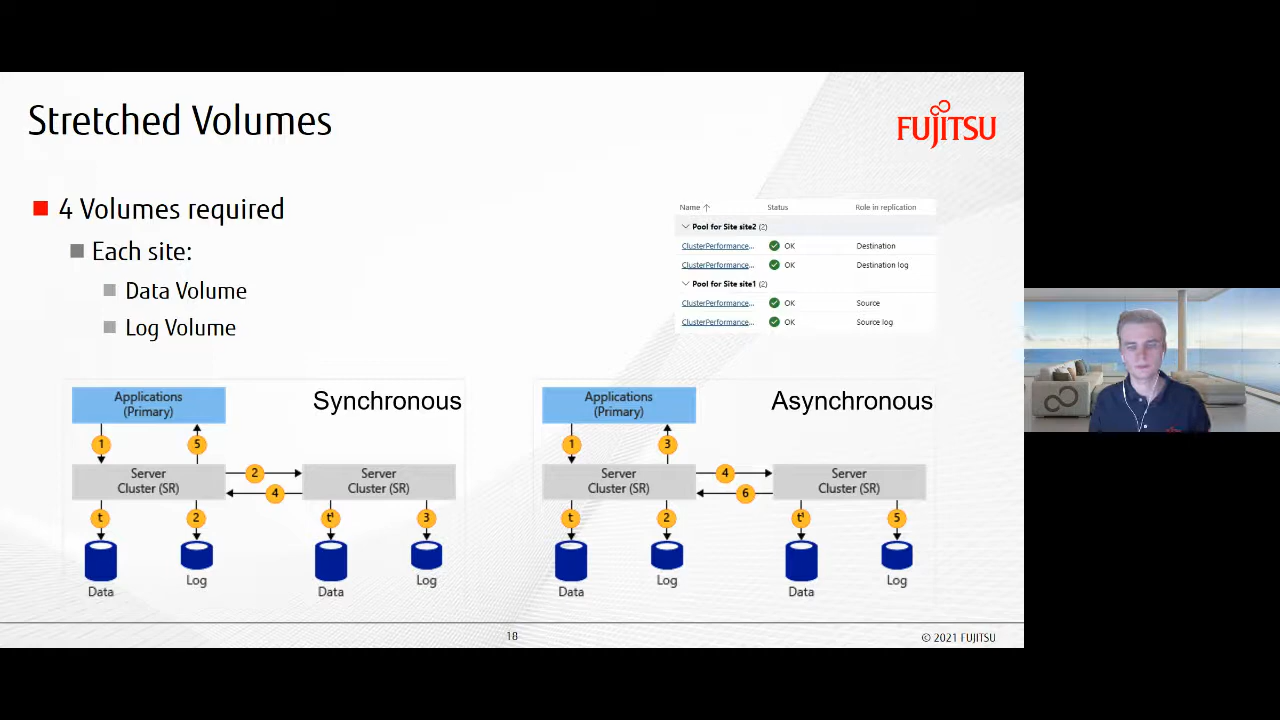 Stretched Volumes
FUJITSU
4 Volumes required
Each site:
Data Volume
Log Volume
Name Status Role in replication
Pool for Site site2 (2)
ClusterPerformance... OK Destination
ClusterPerformance... OK Destination log
Pool for Site site1 (2)
ClusterPerformance... OK Source
ClusterPerformance... OK Source log
Applications
(Primary)
Synchronous
1 5
Server
Cluster (SR)
2
4
Server
Cluster (SR)
t 2 t¹ 3
Data Log Data Log
Applications
(Primary)
Asynchronous
1 3
Server
Cluster (SR)
4
6
Server
Cluster (SR)
t 2 t¹ 5
Data Log Data Log
18
© 2021 FUJITSU